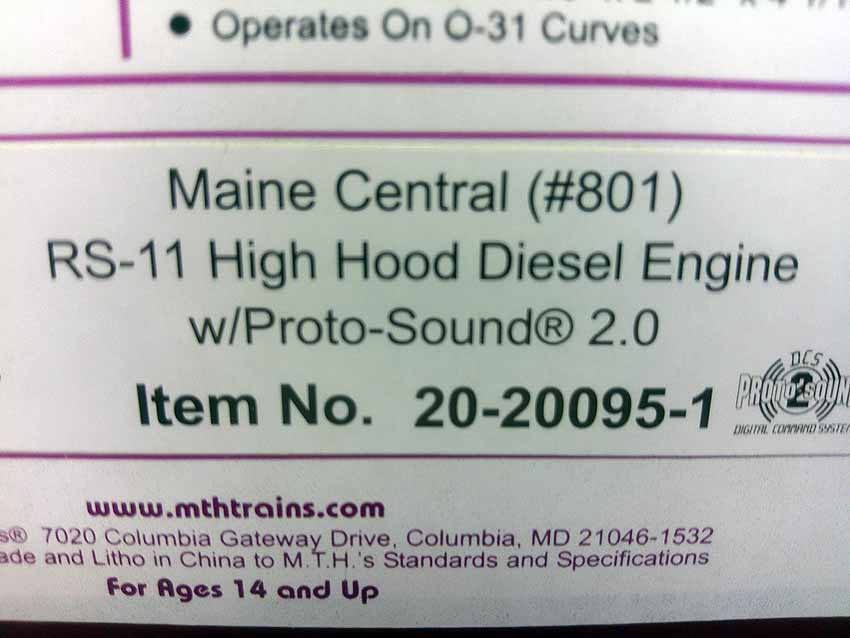 • Operates On O-31 Curves
Maine Central (#801)
RS-11 High Hood Diesel Engine
w/Proto-Sound® 2.0
Item No. 20-20095-1
DCS
PROTO SOUN
2
DIGITAL COMMAND SYSTEM
www.mthtrains.com
s® 7020 Columbia Gateway Drive, Columbia, MD 21046-1532
ade and Litho in China to M.T.H.'s Standards and Specifications
For Ages 14 and Up